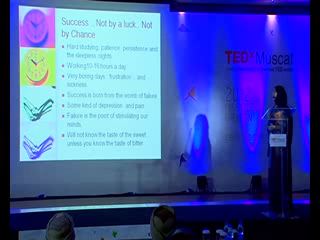 Success .. Not by a luck.. Not
by Chance
Hard studying, patience, persistence and
the sleepless nights.
Working 10-16 hours a day
Very boring days.. frustration .. and
sickness.
Success is born from the womb of failure
Some kind of depression and pain
Failure is the point of stimulating our
minds.
Will not know the taste of the sweet
unless you know the taste of bitter
TEDxMuscat